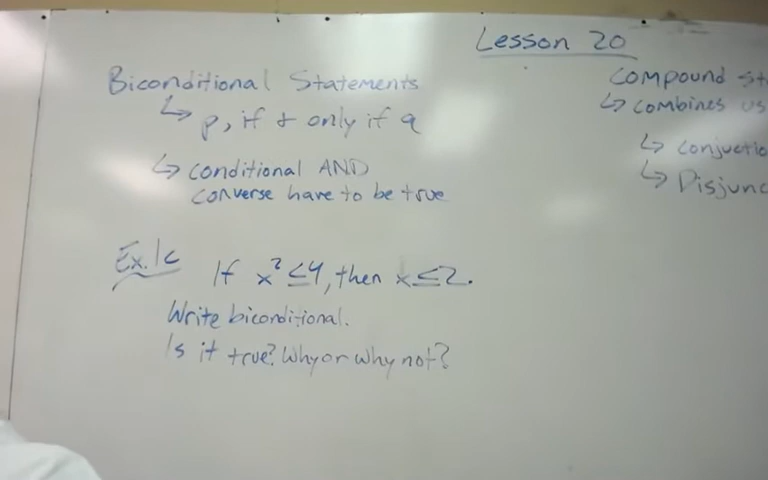 Lesson 20
Biconditional Statements
↳ p, if & only if q
↳ conditional AND
converse have to be true
Ex. 1c If x² ≤ 4, then x ≤ 2.
Write biconditional.
Is it true? Why or why not?
Compound St
↳ combines us
↳ Conjuctio
↳ Disjunc